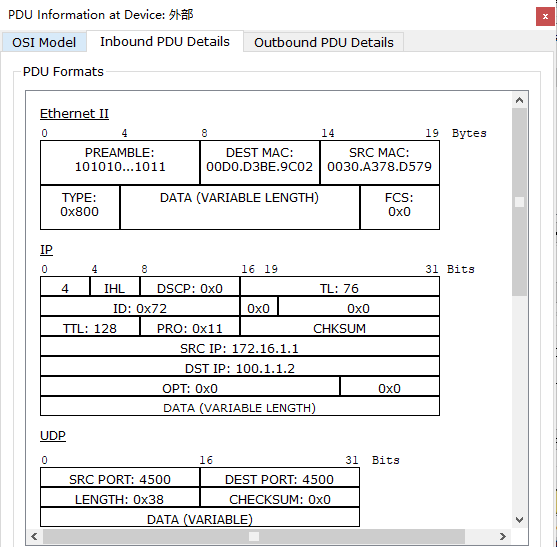 PDU Information at Device: 外部
x
OSI Model Inbound PDU Details Outbound PDU Details
PDU Formats
Ethernet II
0 4 8 14 19 Bytes
PREAMBLE: DEST MAC: SRC MAC:
101010...1011 00D0.D3BE.9C02 0030.A378.D579
TYPE: DATA (VARIABLE LENGTH) FCS:
0x800 0x0
IP
0 4 8 16 19 31 Bits
4 IHL DSCP: 0x0 TL: 76
ID: 0x72 0x0 0x0
TTL: 128 PRO: 0x11 CHKSUM
SRC IP: 172.16.1.1
DST IP: 100.1.1.2
OPT: 0x0 0x0
DATA (VARIABLE LENGTH)
UDP
0 16 31 Bits
SRC PORT: 4500 DEST PORT: 4500
LENGTH: 0x38 CHECKSUM: 0x0
DATA (VARIABLE)